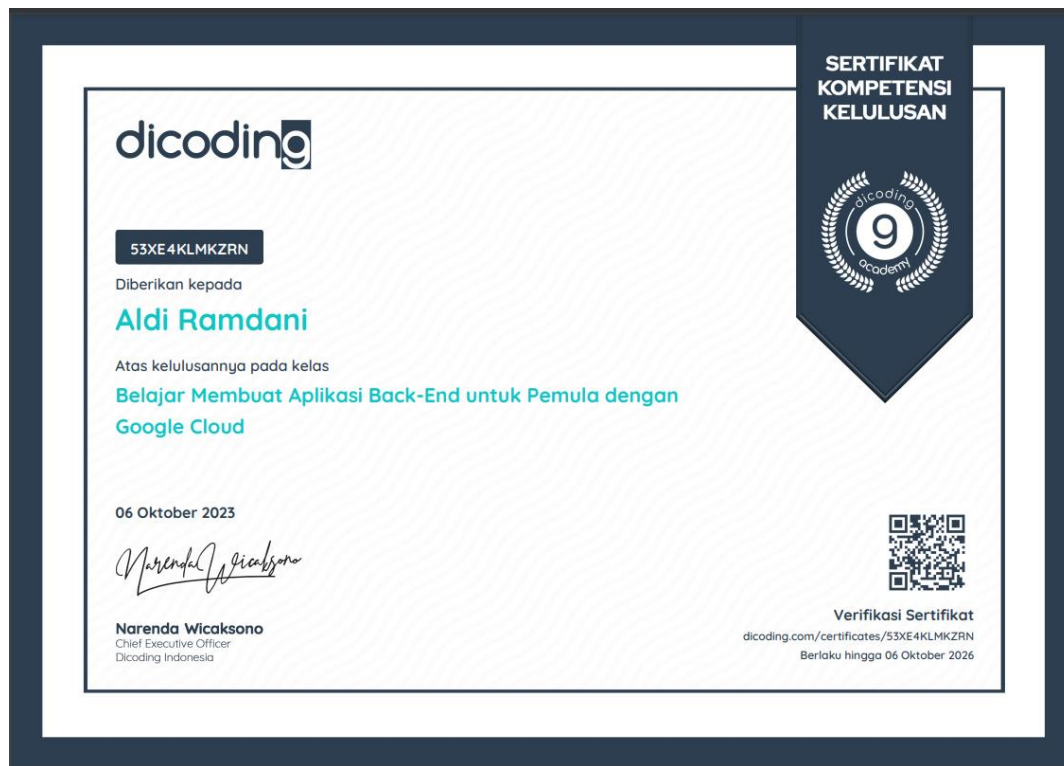 SERTIFIKAT
KOMPETENSI
KELULUSAN
dicoding
9
academy
dicoding
53XE4KLMKZRN
Diberikan kepada
Aldi Ramdani
Atas kelulusannya pada kelas
Belajar Membuat Aplikasi Back-End untuk Pemula dengan
Google Cloud
06 Oktober 2023
Narenda Wicaksono
Narenda Wicaksono
Chief Executive Officer
Dicoding Indonesia
Verifikasi Sertifikat
dicoding.com/certificates/53XE4KLMKZRN
Berlaku hingga 06 Oktober 2026